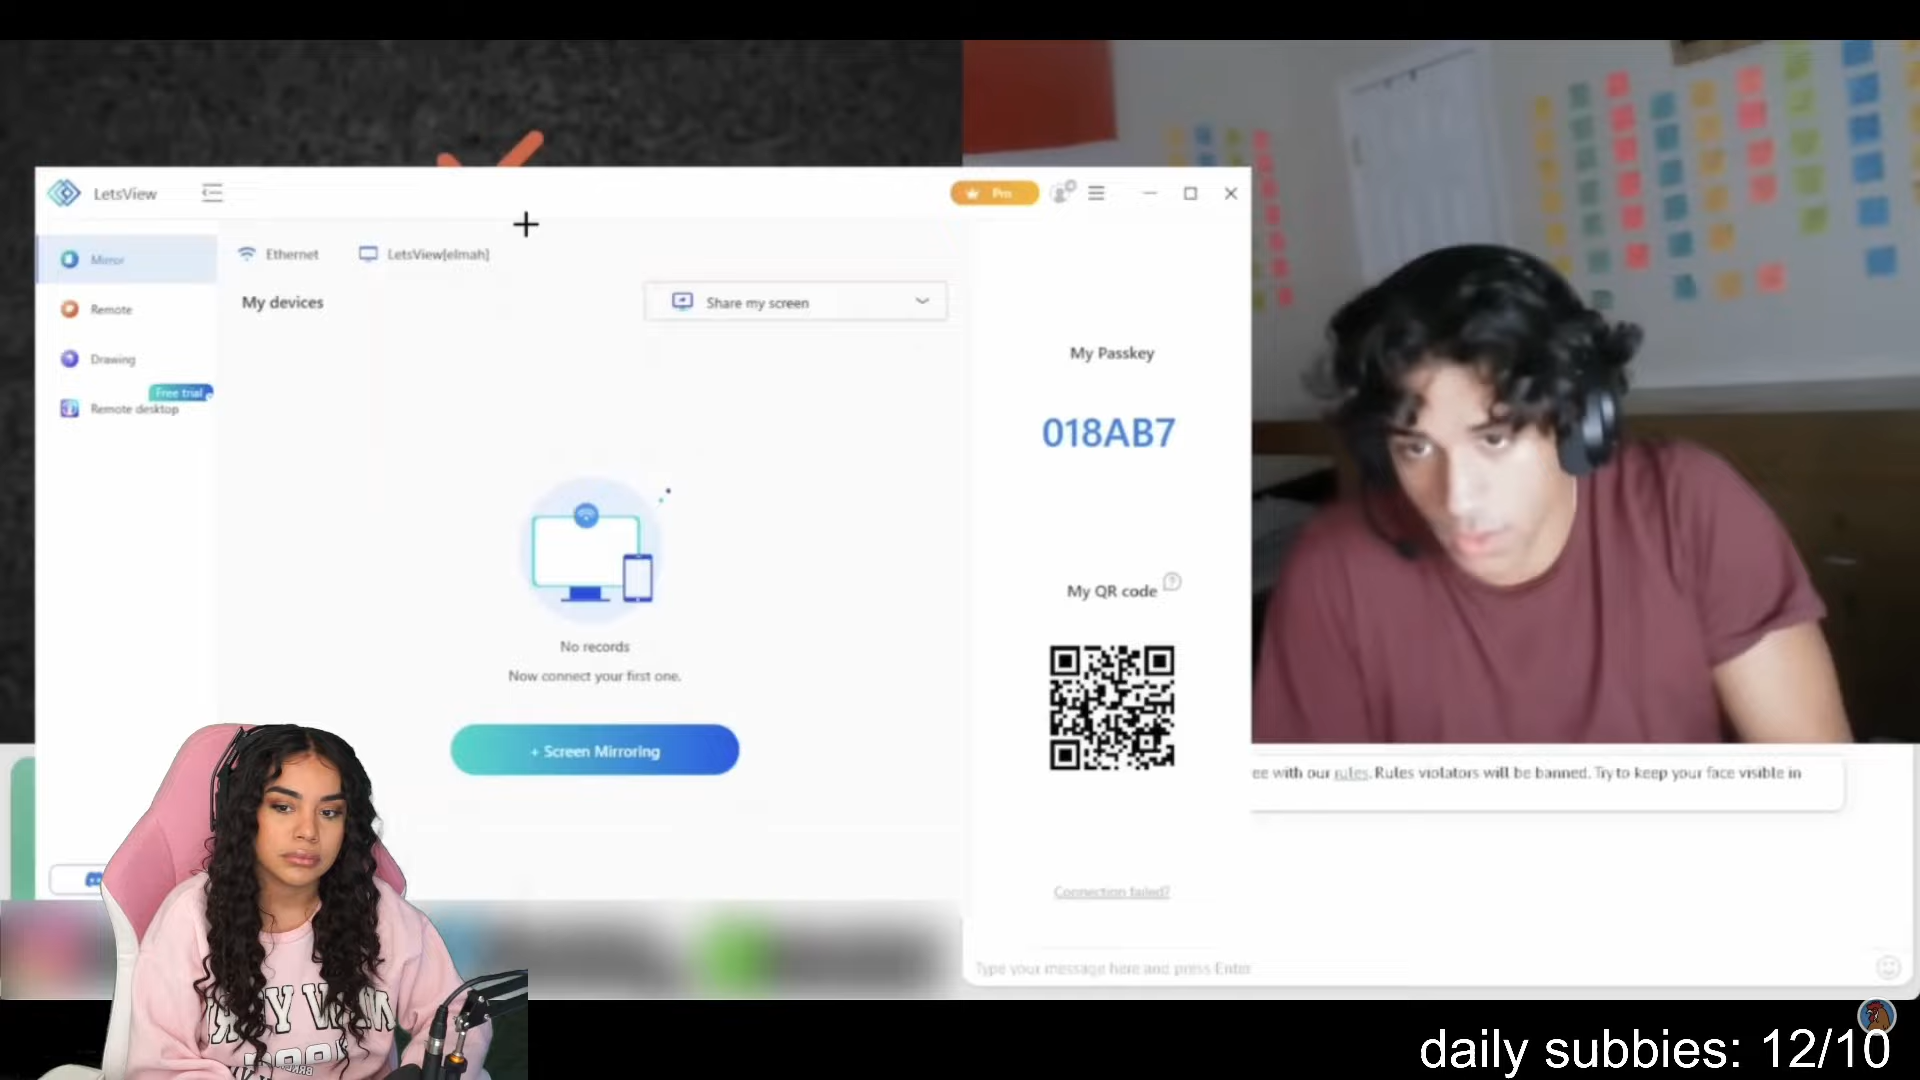 LetsView
Pro
Mirror
Ethernet
LetsView[elmah]
Remote
My devices
Share my screen
Drawing
Free trial
Remote desktop
My Passkey
018AB7
My QR code
No records
Now connect your first one.
+ Screen Mirroring
ee with our rules. Rules violators will be banned. Try to keep your face visible in
Connection failed?
Type your message here and press Enter
NEW YORK
daily subbies: 12/10